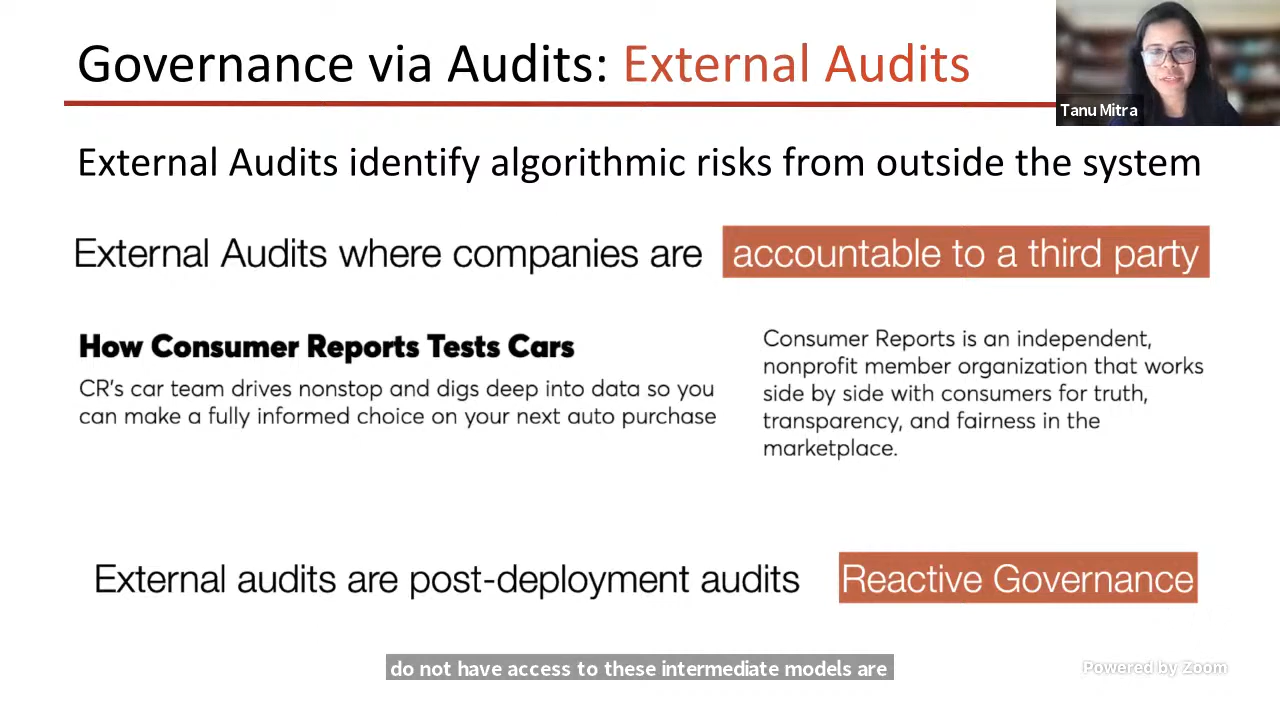 Governance via Audits: External Audits
Tanu Mitra
External Audits identify algorithmic risks from outside the system
External Audits where companies are accountable to a third party
How Consumer Reports Tests Cars
CR's car team drives nonstop and digs deep into data so you
can make a fully informed choice on your next auto purchase
Consumer Reports is an independent,
nonprofit member organization that works
side by side with consumers for truth,
transparency, and fairness in the
marketplace.
External audits are post-deployment audits Reactive Governance
do not have access to these intermediate models are
Powered by Zoom